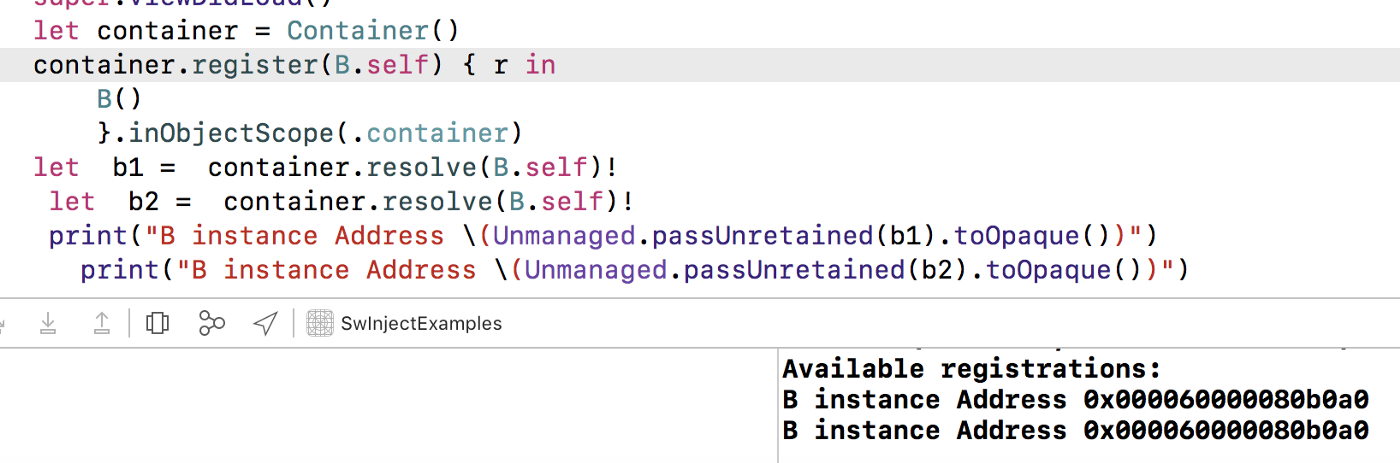 super.viewDidLoad()
let container = Container()
container.register(B.self) { r in
B()
}.inObjectScope(.container)
let  b1 =  container.resolve(B.self)!
let  b2 =  container.resolve(B.self)!
print("B instance Address \(Unmanaged.passUnretained(b1).toOpaque())")
print("B instance Address \(Unmanaged.passUnretained(b2).toOpaque())")
SwInjectExamples
Available registrations:
B instance Address 0x000060000080b0a0
B instance Address 0x000060000080b0a0